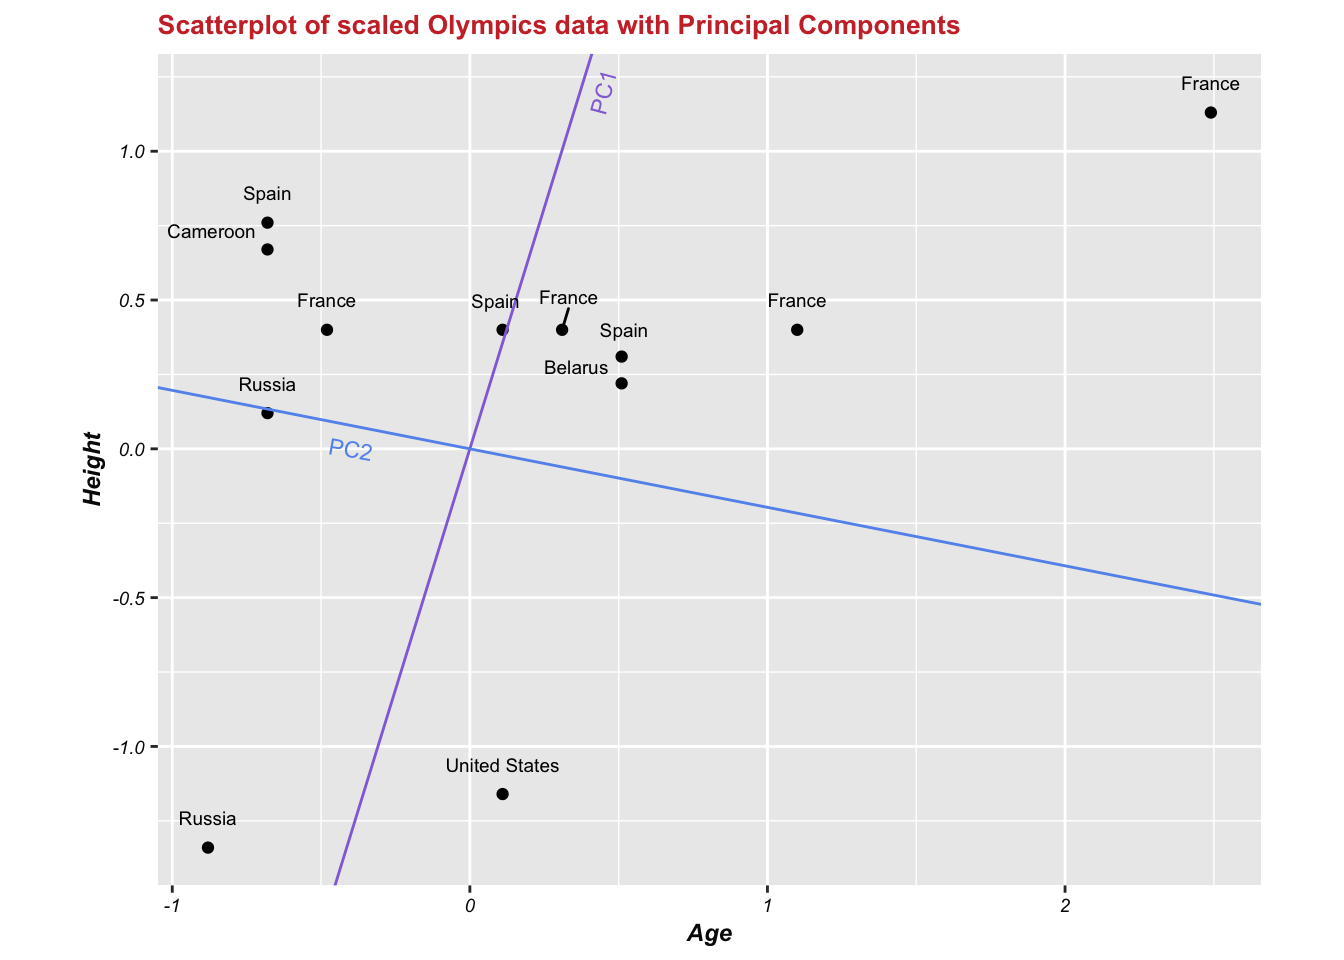 Scatterplot of scaled Olympics data with Principal Components
PC1
France
1.0
Spain
Cameroon
0.5
France
Spain
France
France
Spain
Belarus
Russia
PC2
0.0
Height
-0.5
-1.0
United States
Russia
-1
0
1
2
Age